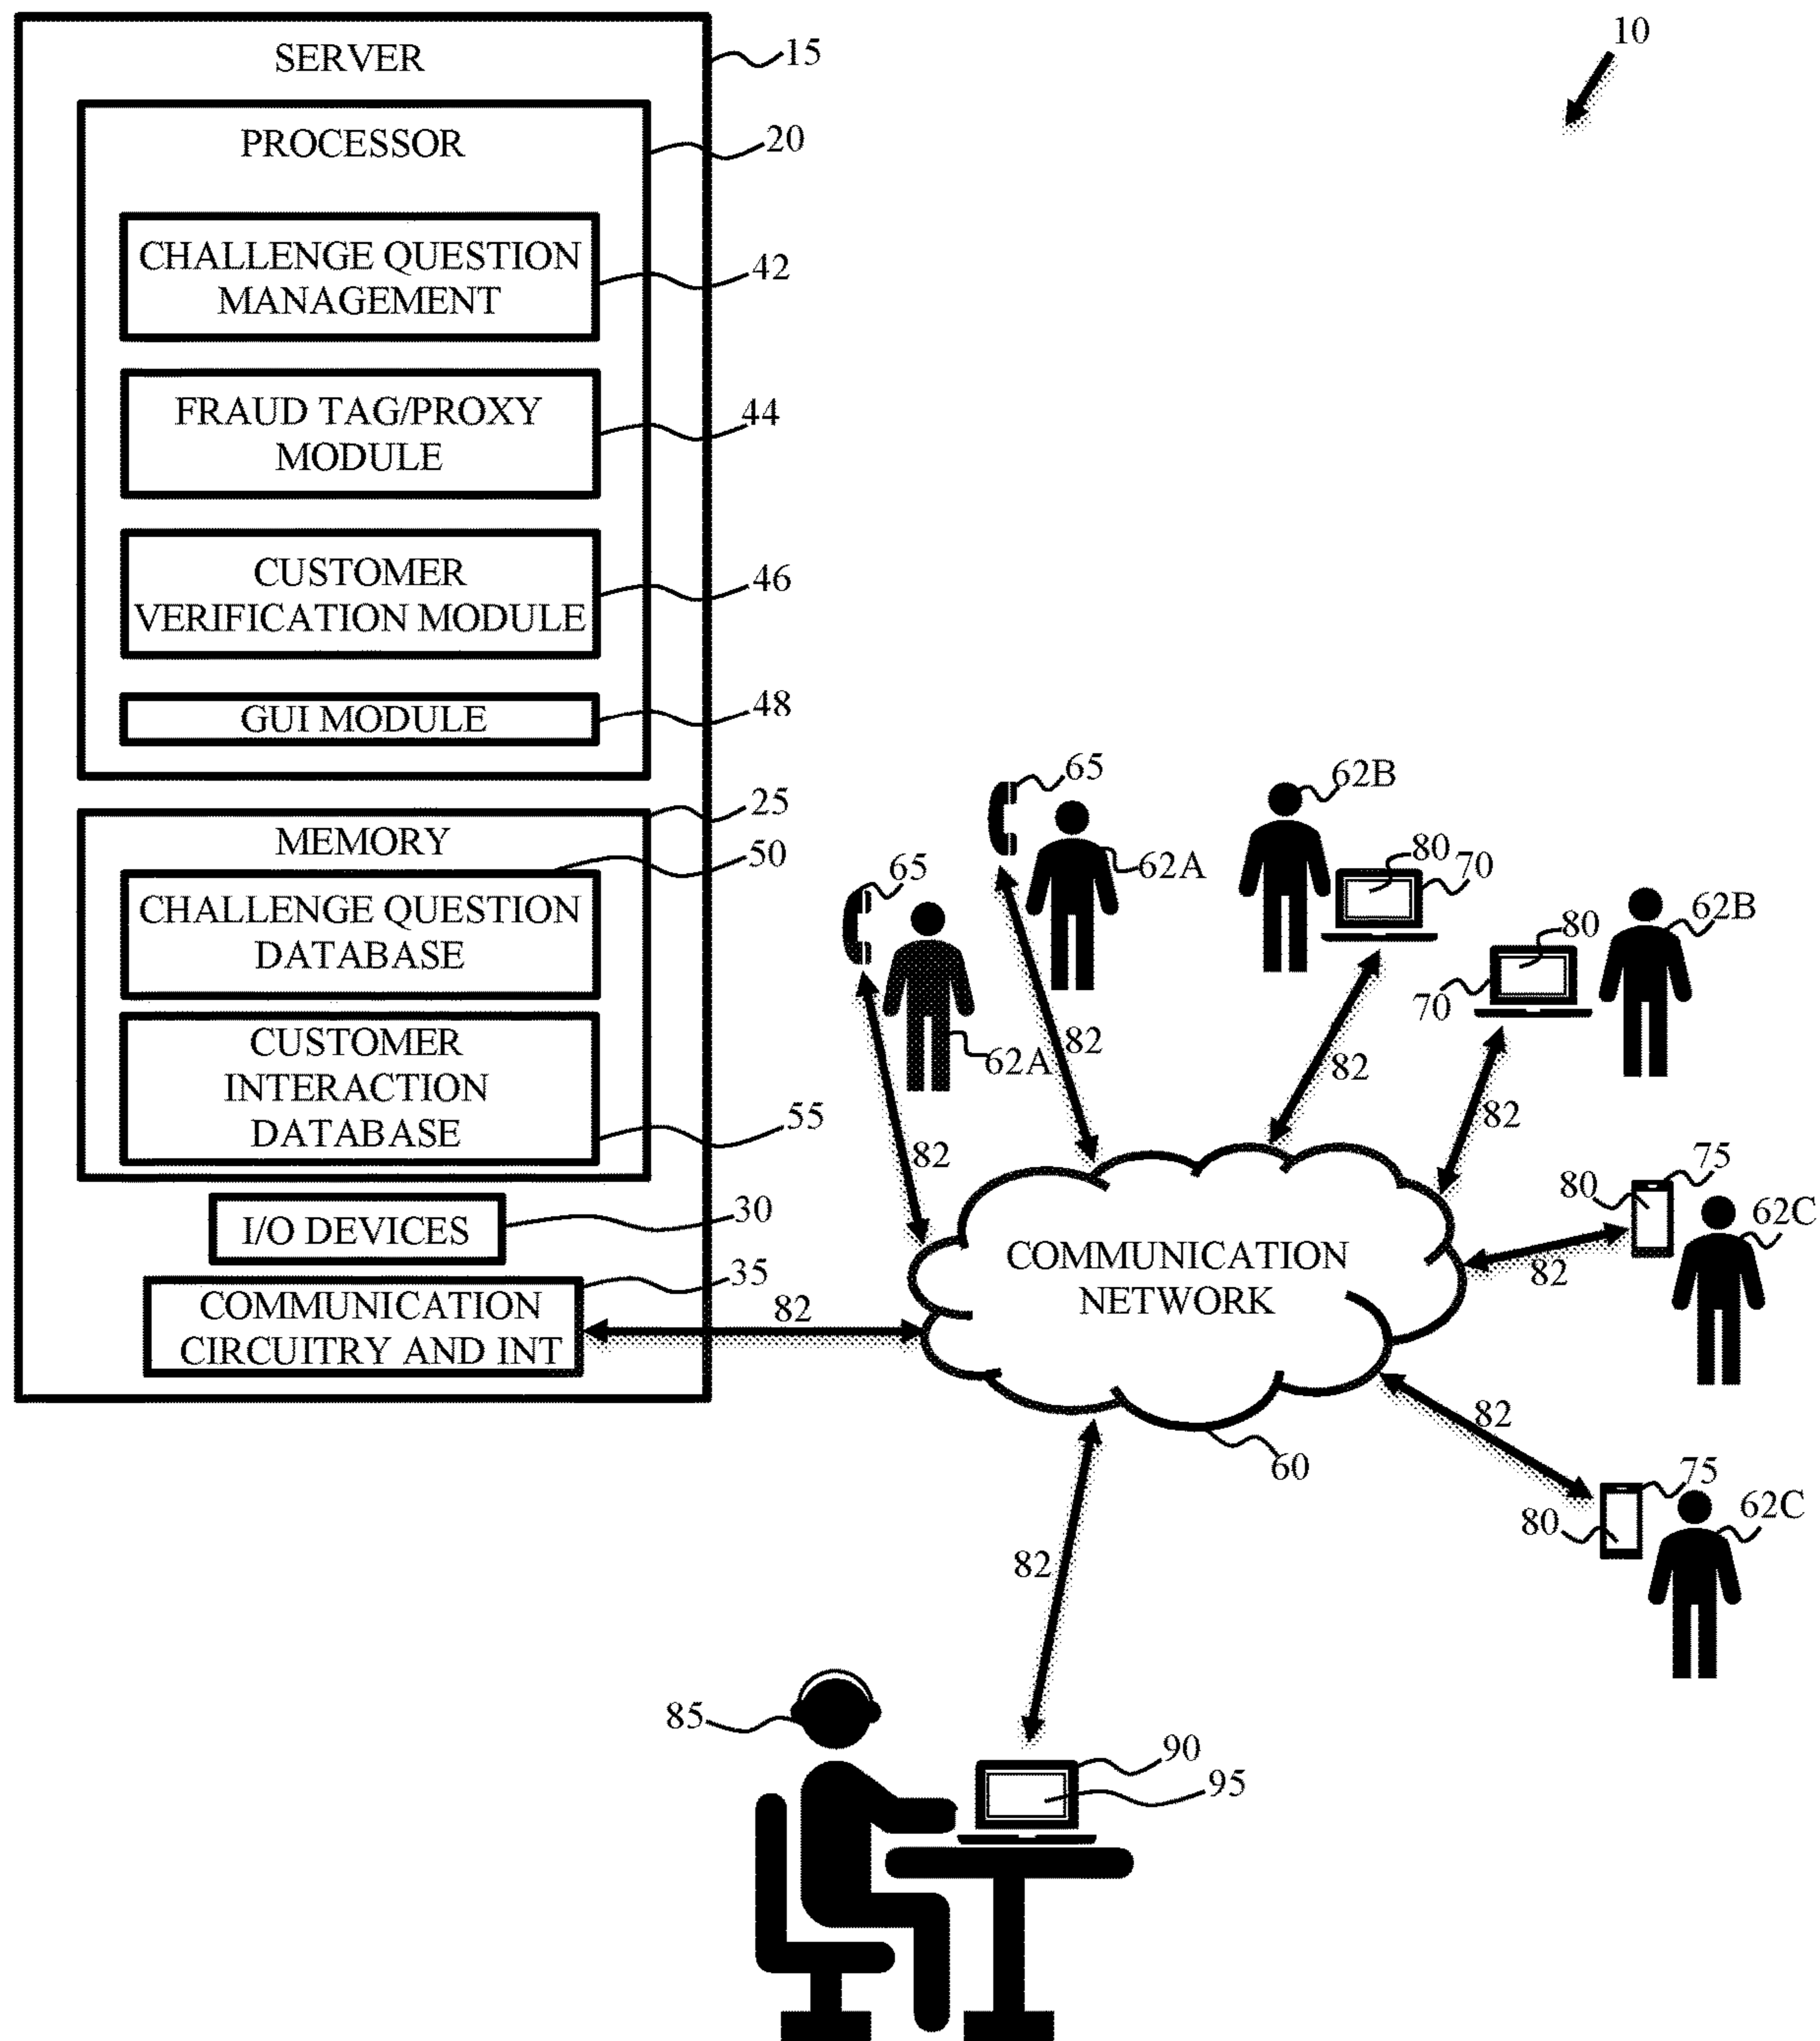 SERVER
15
10
PROCESSOR
20
CHALLENGE QUESTION
MANAGEMENT
42
FRAUD TAG/PROXY
MODULE
44
CUSTOMER
VERIFICATION MODULE
46
GUI MODULE
48
MEMORY
25
50
CHALLENGE QUESTION
DATABASE
CUSTOMER
INTERACTION
DATABASE
55
I/O DEVICES
30
COMMUNICATION
CIRCUITRY AND INT
35
82
65
62A
65
62A
82
82
62B
80
70
82
80
70
62B
82
COMMUNICATION
NETWORK
60
75
80
62C
82
82
75
80
62C
82
85
90
95